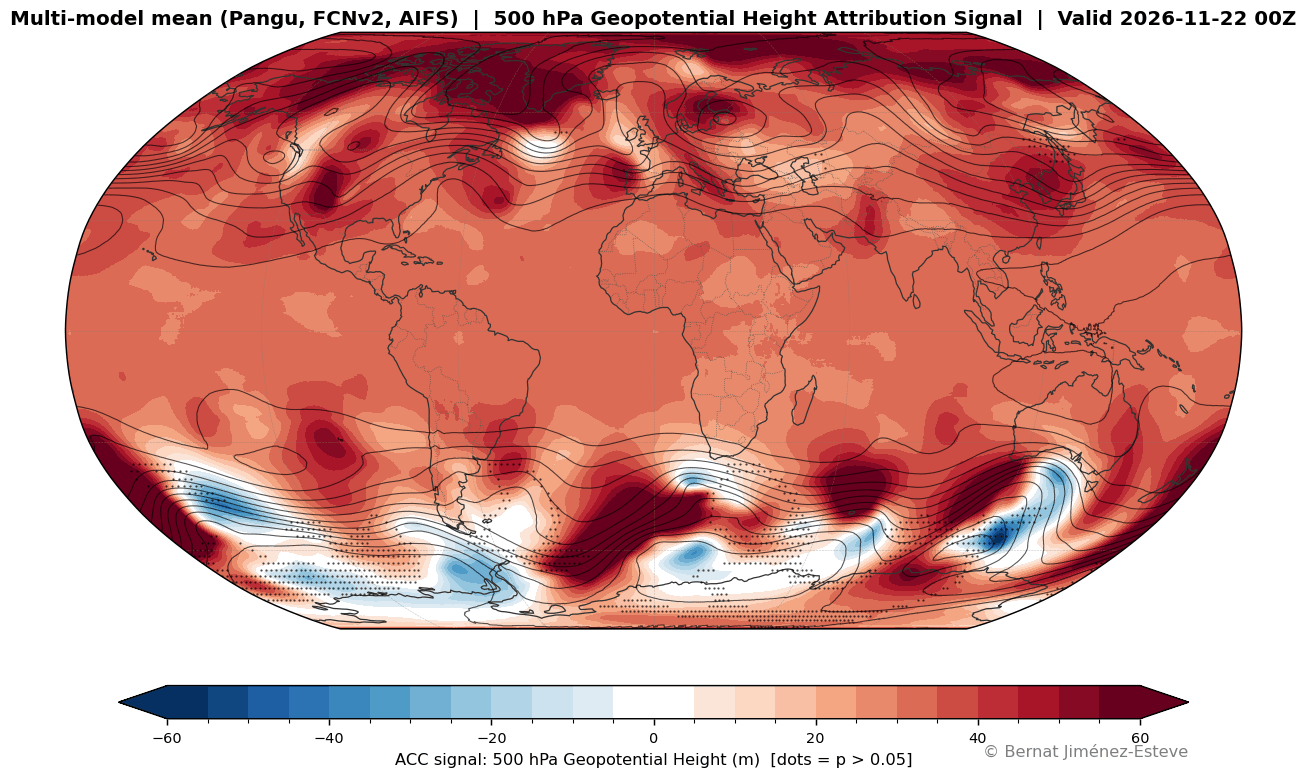 Multi-model mean (Pangu, FCNv2, AIFS)  |  500 hPa Geopotential Height Attribution Signal  |  Valid 2026-11-22 00Z
−60 −40 −20 0 20 40 60
ACC signal: 500 hPa Geopotential Height (m)  [dots = p > 0.05]
© Bernat Jiménez-Esteve